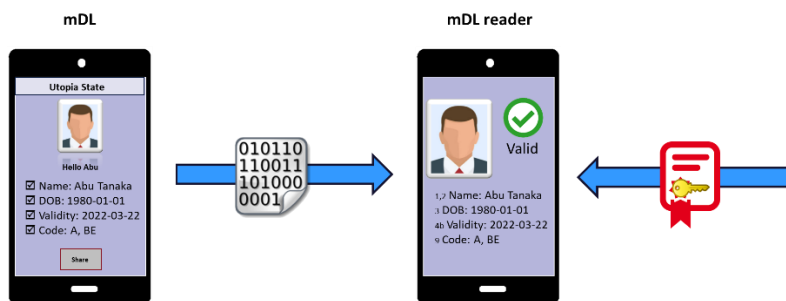 mDL
Utopia State
Hello Abu
☑ Name: Abu Tanaka
☑ DOB: 1980-01-01
☑ Validity: 2022-03-22
☑ Code: A, BE
Share
010110
110011
101000
0001
mDL reader
Valid
1,2 Name: Abu Tanaka
3 DOB: 1980-01-01
4b Validity: 2022-03-22
9 Code: A, BE